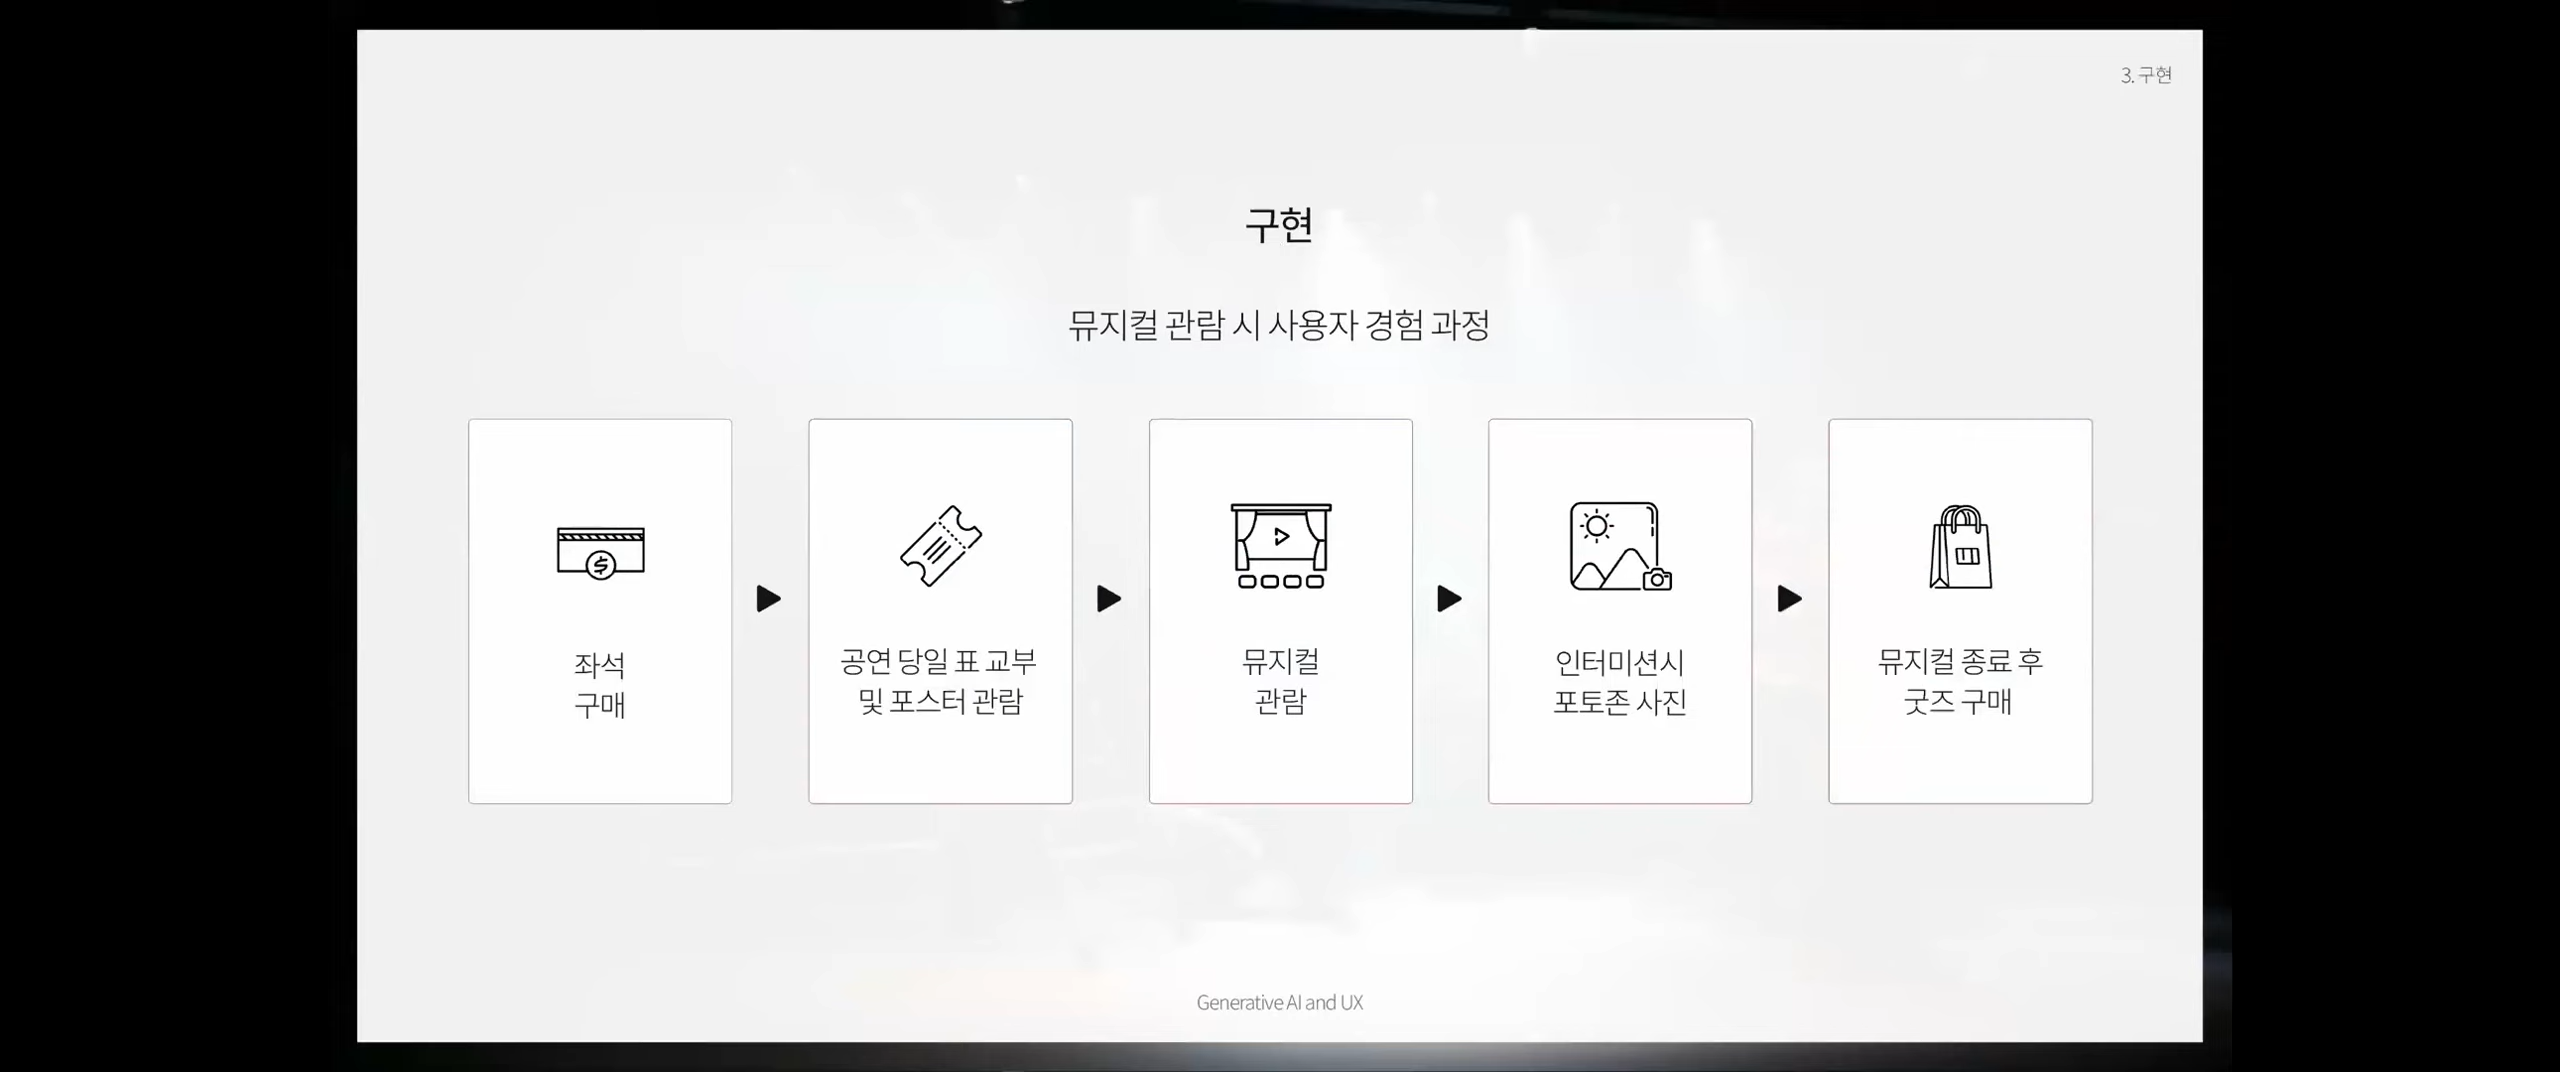 3. 구현
구현
뮤지컬 관람 시 사용자 경험 과정
좌석
구매
공연 당일 표 교부
및 포스터 관람
뮤지컬
관람
인터미션시
포토존 사진
뮤지컬 종료 후
굿즈 구매
Generative AI and UX